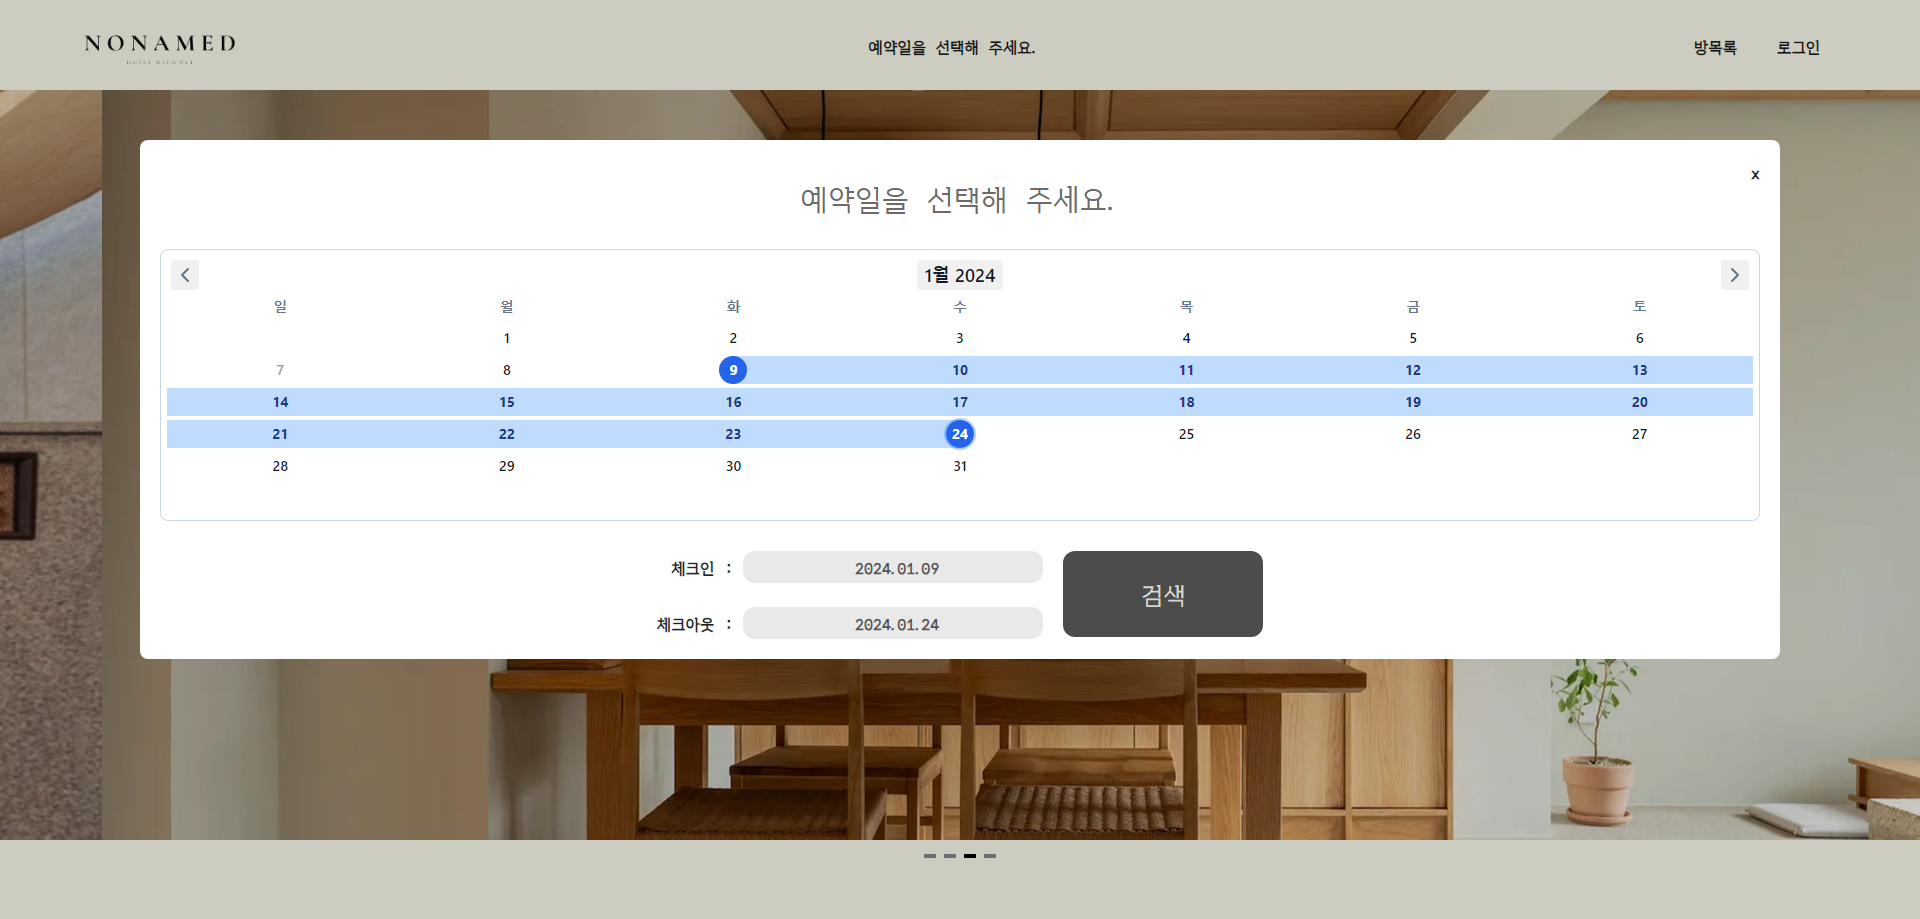 NONAMED
HOTEL WITH PET
예약일을 선택해 주세요.
방목록
로그인
x
예약일을 선택해 주세요.
1월 2024
일 월 화 수 목 금 토
1 2 3 4 5 6
7 8 9 10 11 12 13
14 15 16 17 18 19 20
21 22 23 24 25 26 27
28 29 30 31
체크인 : 2024.01.09
체크아웃 : 2024.01.24
검색